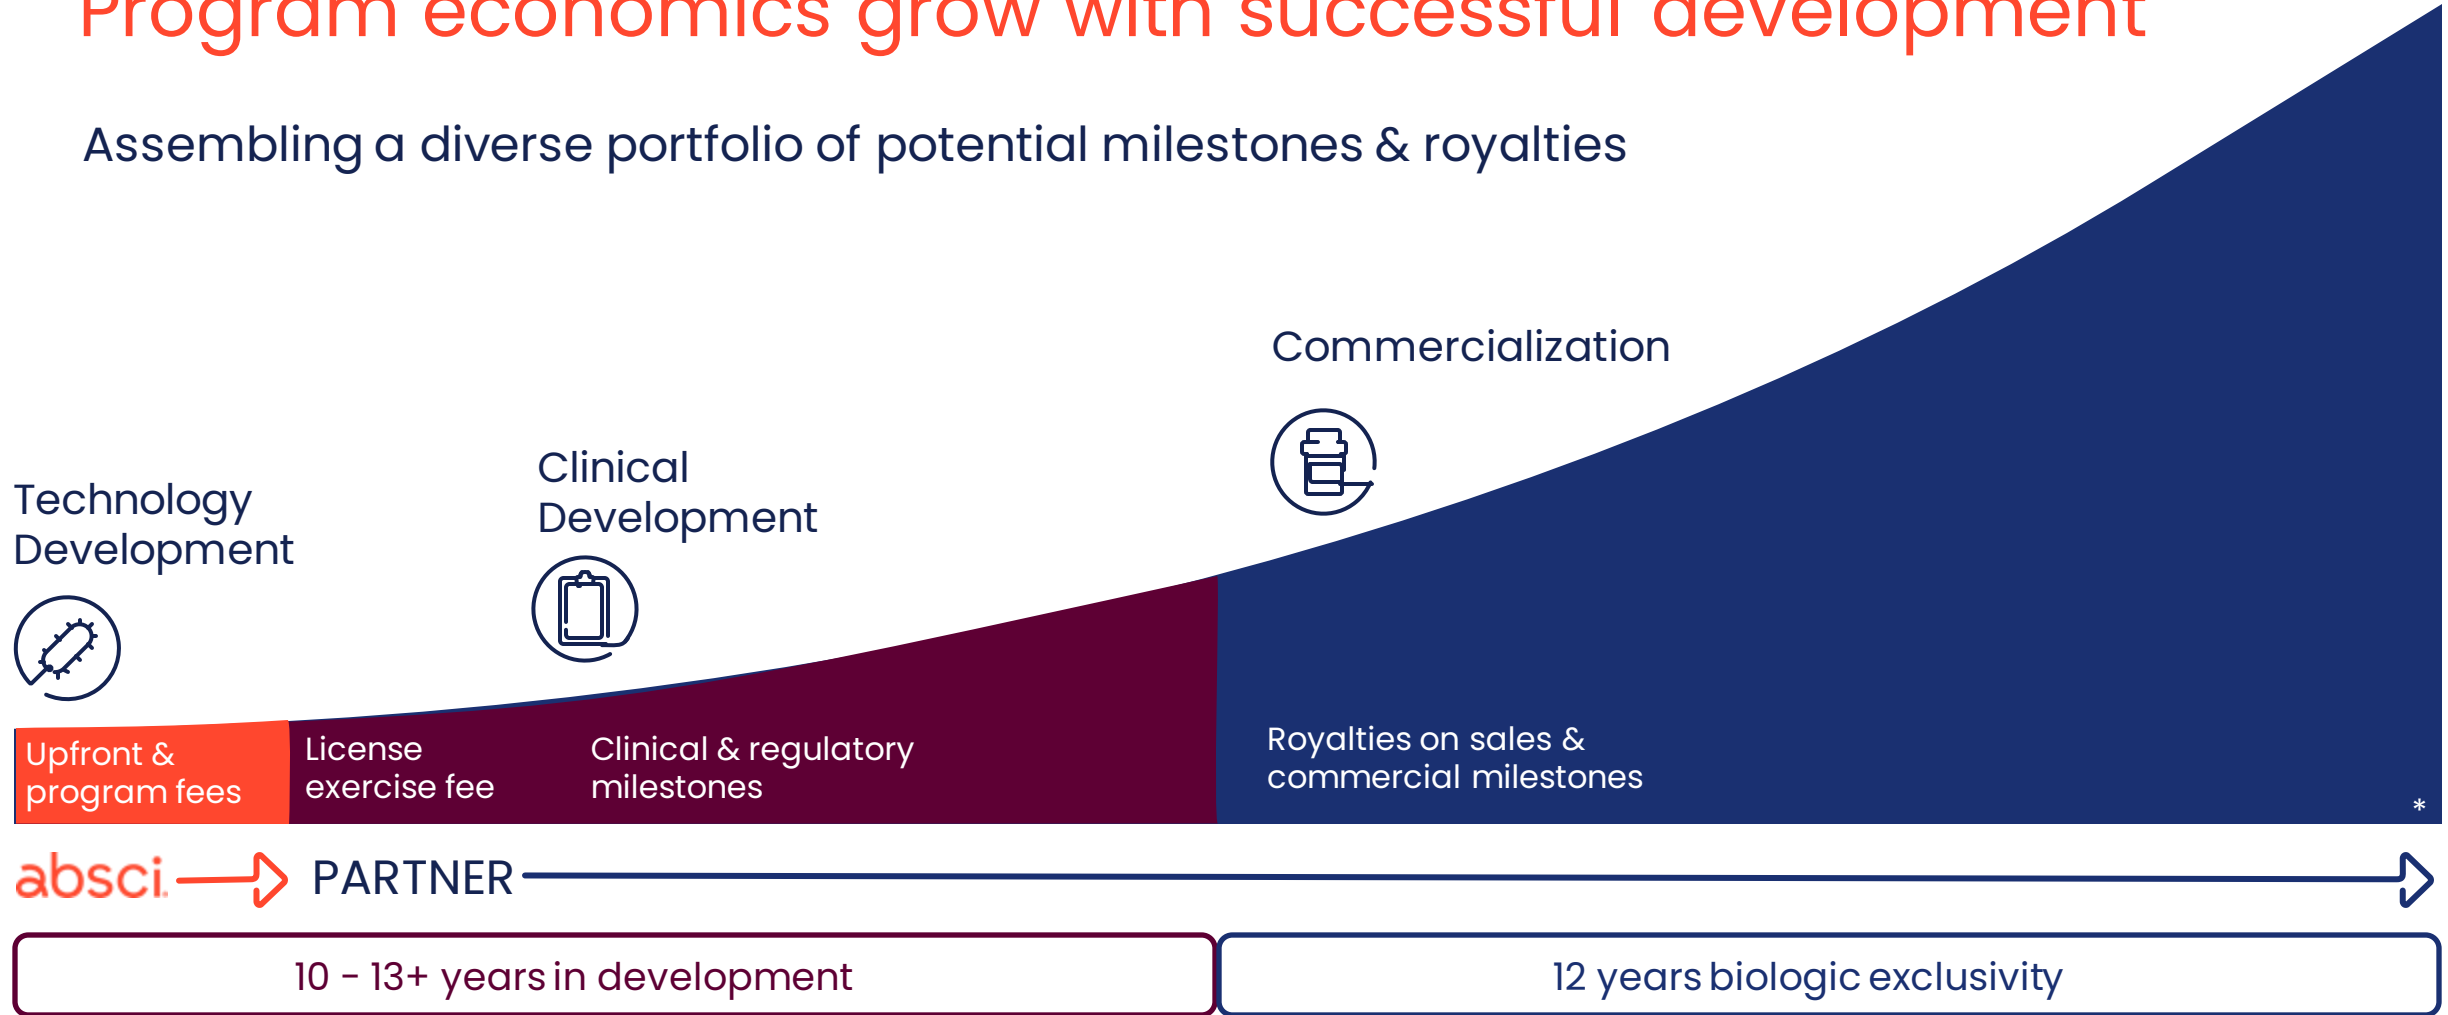 Program economics grow with successful development
Assembling a diverse portfolio of potential milestones & royalties
Commercialization
Clinical
Development
Technology
Development
Upfront &
program fees
License
exercise fee
Clinical & regulatory
milestones
Royalties on sales &
commercial milestones
*
absci.
PARTNER
10 - 13+ years in development
12 years biologic exclusivity